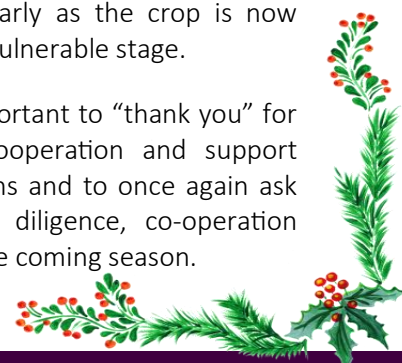 arly as the crop is now
ulnerable stage.
ortant to “thank you” for
ooperation and support
ns and to once again ask
diligence, co-operation
e coming season.